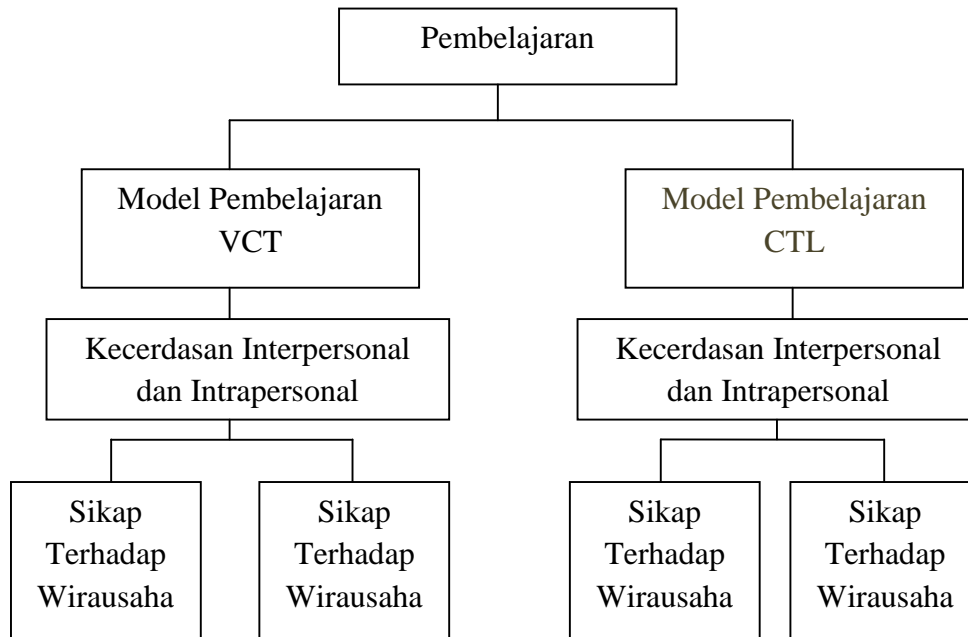 Pembelajaran
Model Pembelajaran
VCT
Model Pembelajaran
CTL
Kecerdasan Interpersonal
dan Intrapersonal
Kecerdasan Interpersonal
dan Intrapersonal
Sikap
Terhadap
Wirausaha
Sikap
Terhadap
Wirausaha
Sikap
Terhadap
Wirausaha
Sikap
Terhadap
Wirausaha